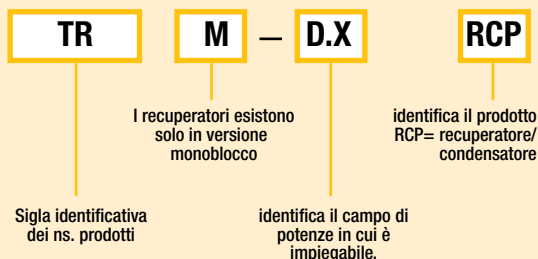 TR M – D.X RCP
I recuperatori esistono
solo in versione
monoblocco
identifica il prodotto
RCP= recuperatore/
condensatore
Sigla identificativa
dei ns. prodotti
identifica il campo di
potenze in cui è
impiegabile.